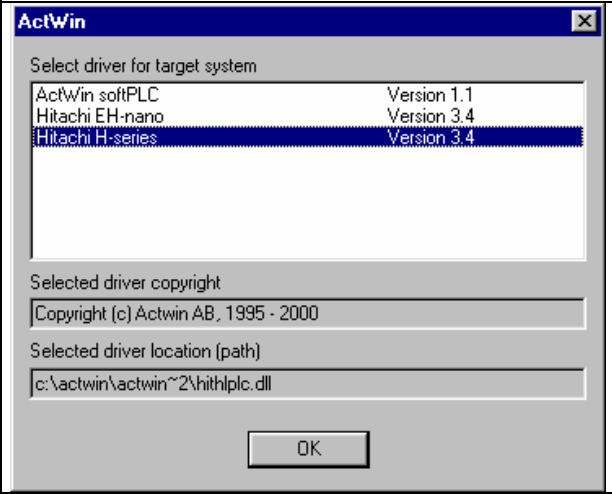 ActWin
Select driver for target system
ActWin softPLC Version 1.1
Hitachi EH-nano Version 3.4
Hitachi H-series Version 3.4
Selected driver copyright
Copyright (c) Actwin AB, 1995 - 2000
Selected driver location (path)
c:\actwin\actwin~2\hithlplc.dll
OK